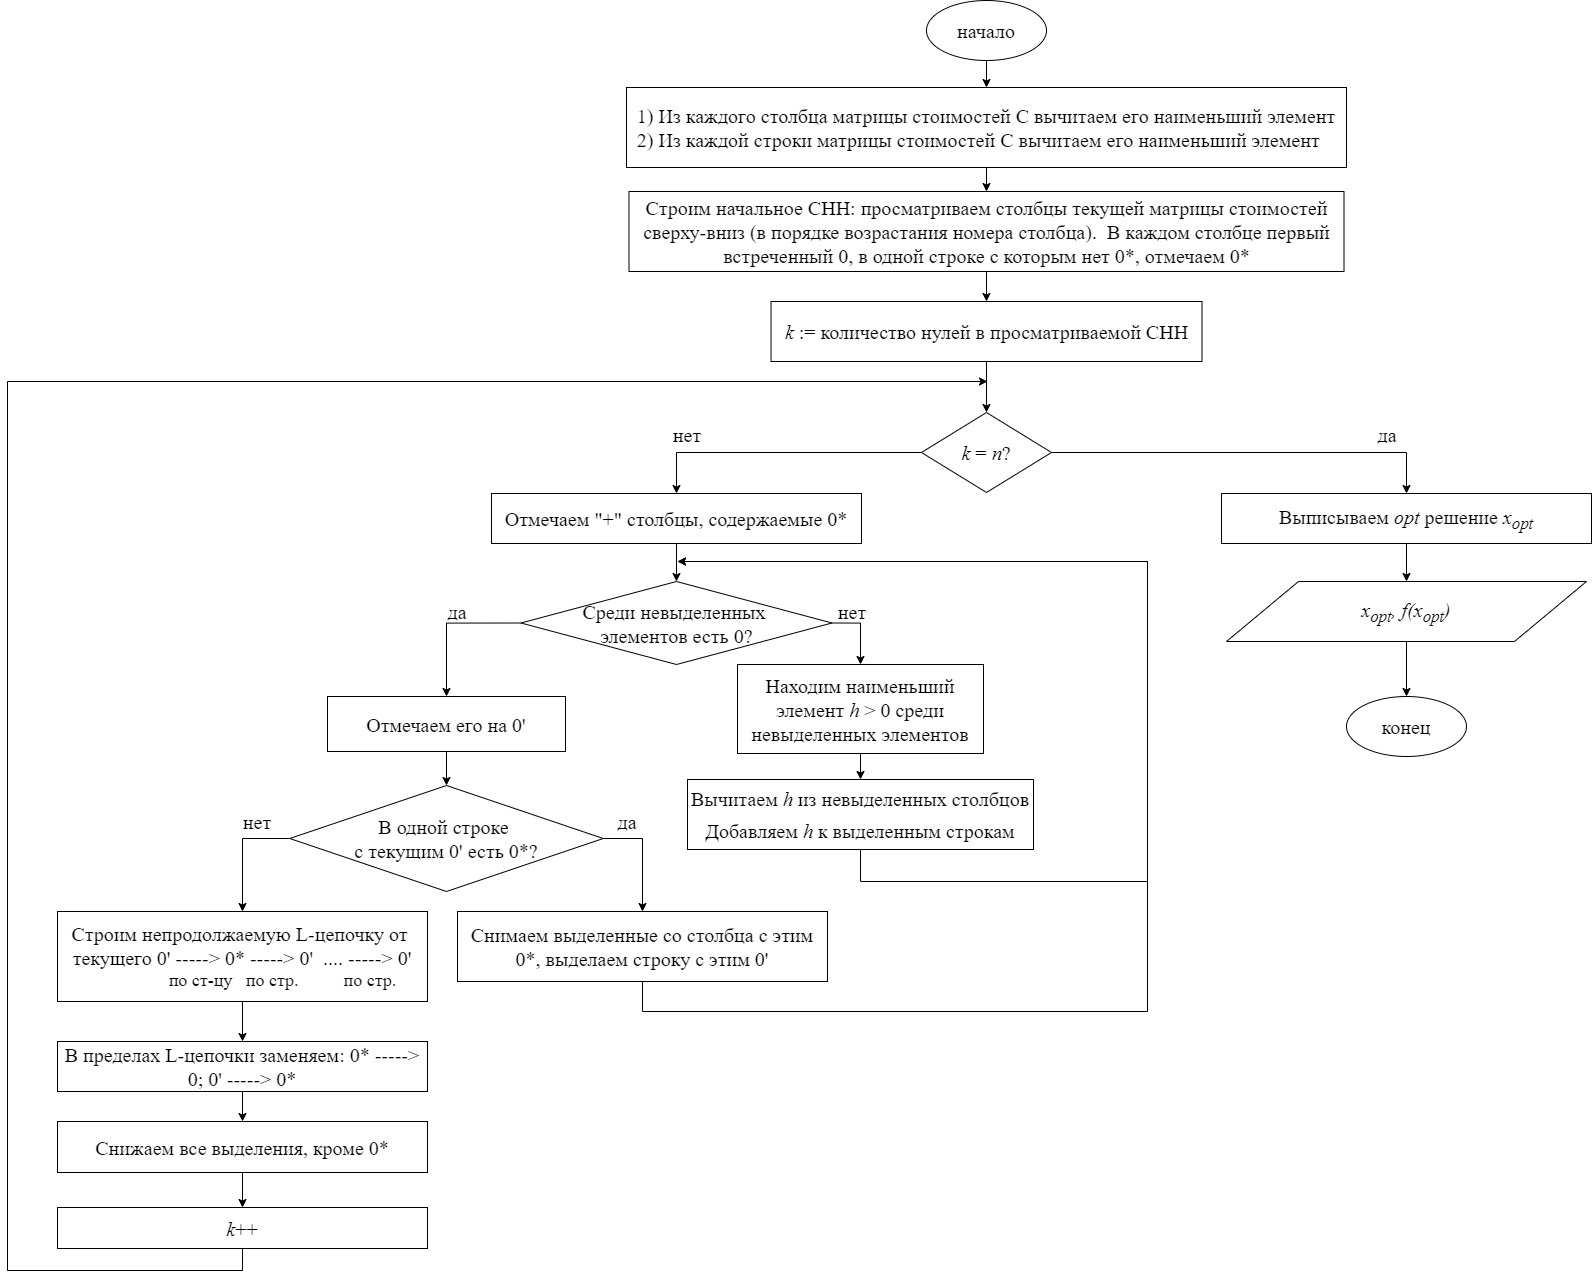 начало
1) Из каждого столбца матрицы стоимостей С вычитаем его наименьший элемент
2) Из каждой строки матрицы стоимостей С вычитаем его наименьший элемент
Строим начальное СНН: просматриваем столбцы текущей матрицы стоимостей
сверху-вниз (в порядке возрастания номера столбца). В каждом столбце первый
встреченный 0, в одной строке с которым нет 0*, отмечаем 0*
k := количество нулей в просматриваемой СНН
k = n?
нет
да
Отмечаем "+" столбцы, содержаемые 0*
Выписываем opt решение xopt
Среди невыделенных
элементов есть 0?
да
нет
xopt, f(xopt)
Находим наименьший
элемент h > 0 среди
невыделенных элементов
Отмечаем его на 0'
конец
Вычитаем h из невыделенных столбцов
Добавляем h к выделенным строкам
В одной строке
с текущим 0' есть 0*?
нет
да
Строим непродолжаемую L-цепочку от
текущего 0' -----> 0* -----> 0' .... -----> 0'
по ст-цу по стр. по стр.
Снимаем выделенные со столбца с этим
0*, выделаем строку с этим 0'
В пределах L-цепочки заменяем: 0* ----->
0; 0' -----> 0*
Снижаем все выделения, кроме 0*
k++